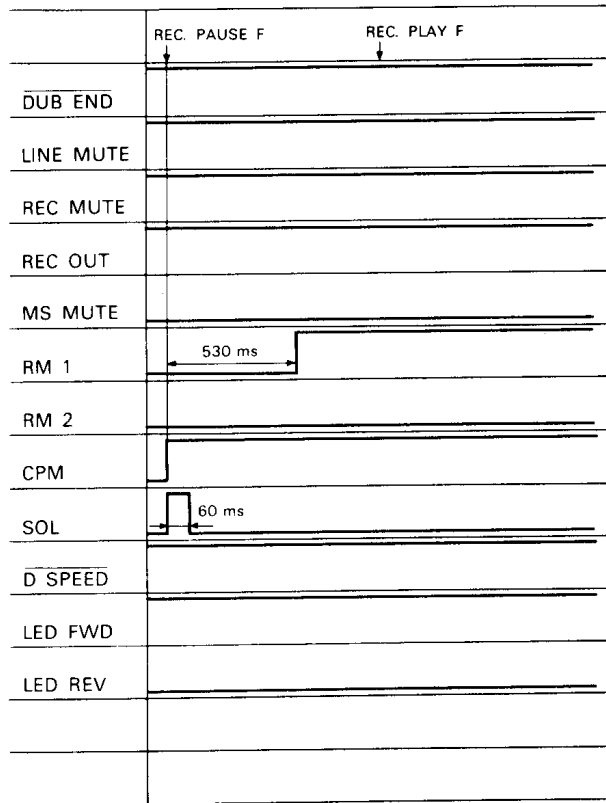 REC. PAUSE F REC. PLAY F
DUB END
LINE MUTE
REC MUTE
REC OUT
MS MUTE
530 ms
RM 1
RM 2
CPM
60 ms
SOL
D SPEED
LED FWD
LED REV